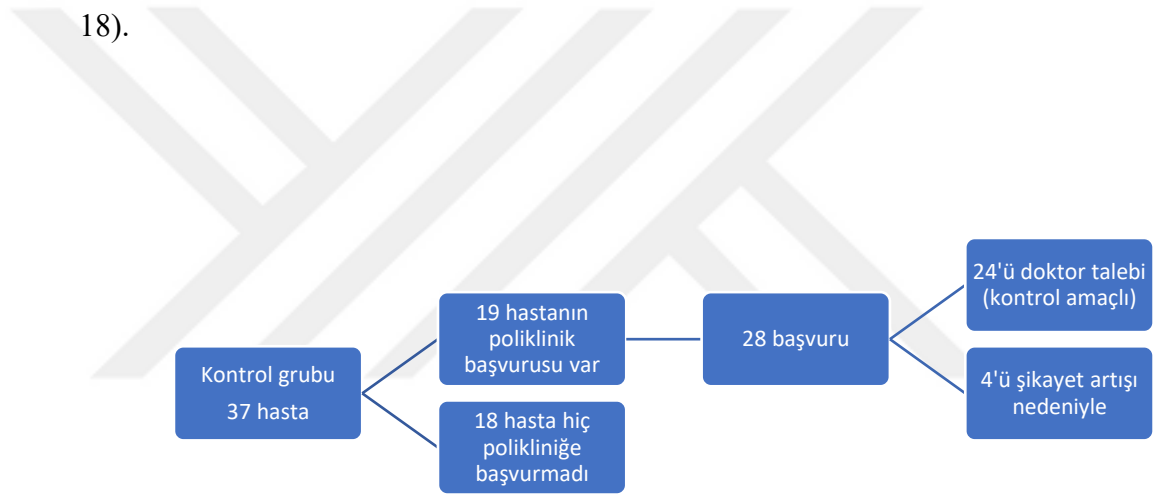 18).
Kontrol grubu
37 hasta
19 hastanın
poliklinik
başvurusu var
18 hasta hiç
polikliniğe
başvurmadı
28 başvuru
24'ü doktor talebi
(kontrol amaçlı)
4'ü şikayet artışı
nedeniyle